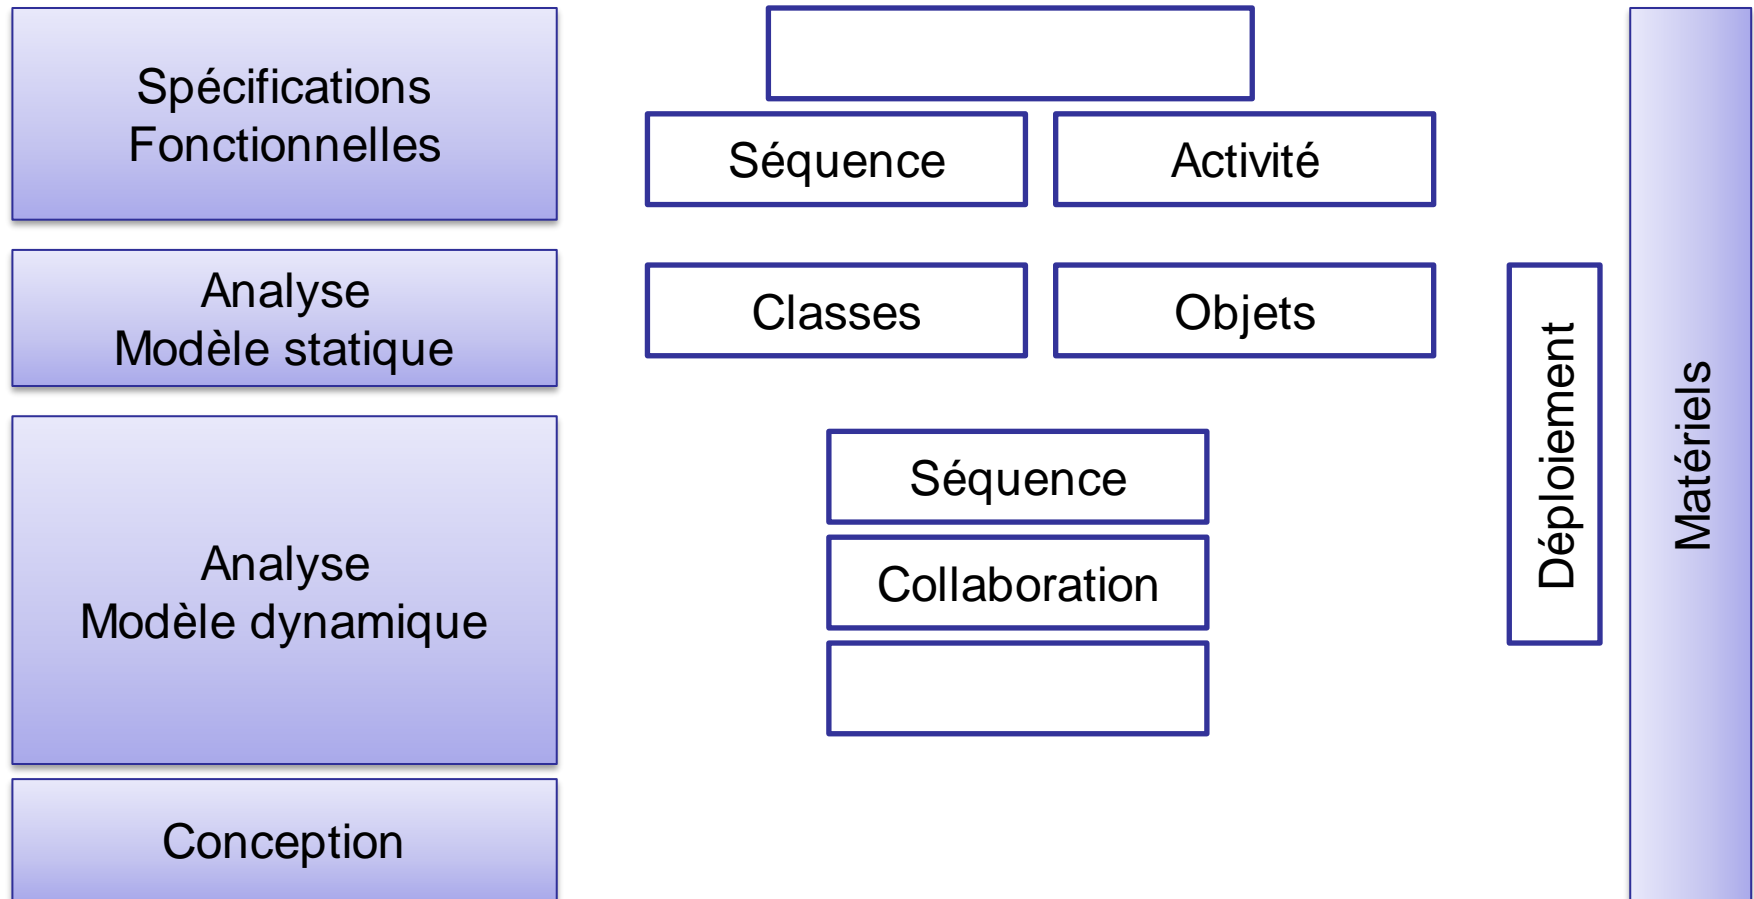 Spécifications
Fonctionnelles
Séquence
Activité
Analyse
Modèle statique
Classes
Objets
Déploiement
Matériels
Analyse
Modèle dynamique
Séquence
Collaboration
Conception